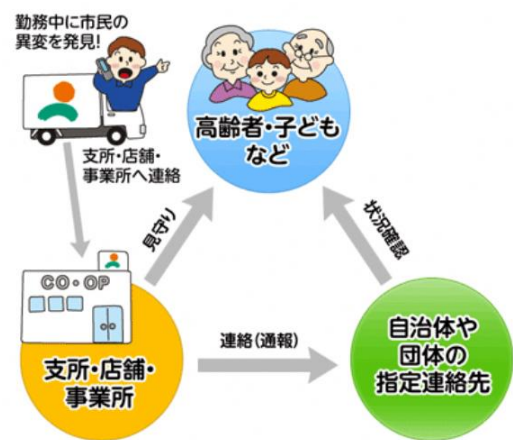 勤務中に市民の
異変を発見!
支所・店舗・
事業所へ連絡
高齢者・子ども
など
見守り
状況確認
CO・OP
支所・店舗・
事業所
連絡(通報)
自治体や
団体の
指定連絡先